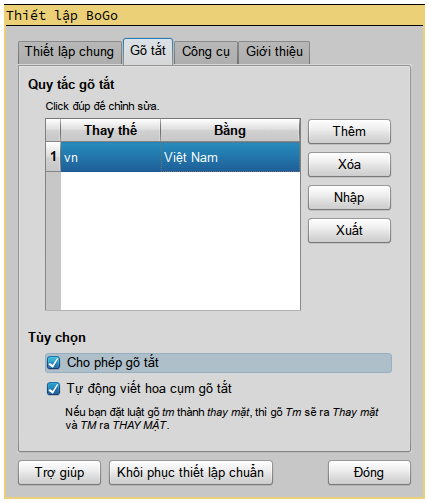 Thiết lập BoGo
Thiết lập chung Gõ tắt Công cụ Giới thiệu
Quy tắc gõ tắt
Click đúp để chỉnh sửa.
Thay thế Bằng Thêm
1 vn Việt Nam
Xóa
Nhập
Xuất
Tùy chọn
Cho phép gõ tắt
Tự động viết hoa cụm gõ tắt
Nếu bạn đặt luật gõ tm thành thay mặt, thì gõ Tm sẽ ra Thay mặt
và TM ra THAY MẶT.
Trợ giúp Khôi phục thiết lập chuẩn Đóng